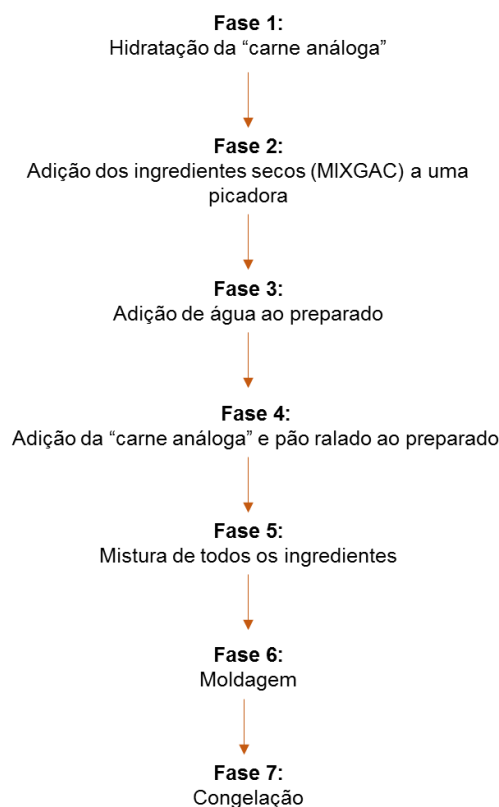 Fase 1:
Hidratação da “carne análoga”
Fase 2:
Adição dos ingredientes secos (MIXGAC) a uma
picadora
Fase 3:
Adição de água ao preparado
Fase 4:
Adição da “carne análoga” e pão ralado ao preparado
Fase 5:
Mistura de todos os ingredientes
Fase 6:
Moldagem
Fase 7:
Congelação